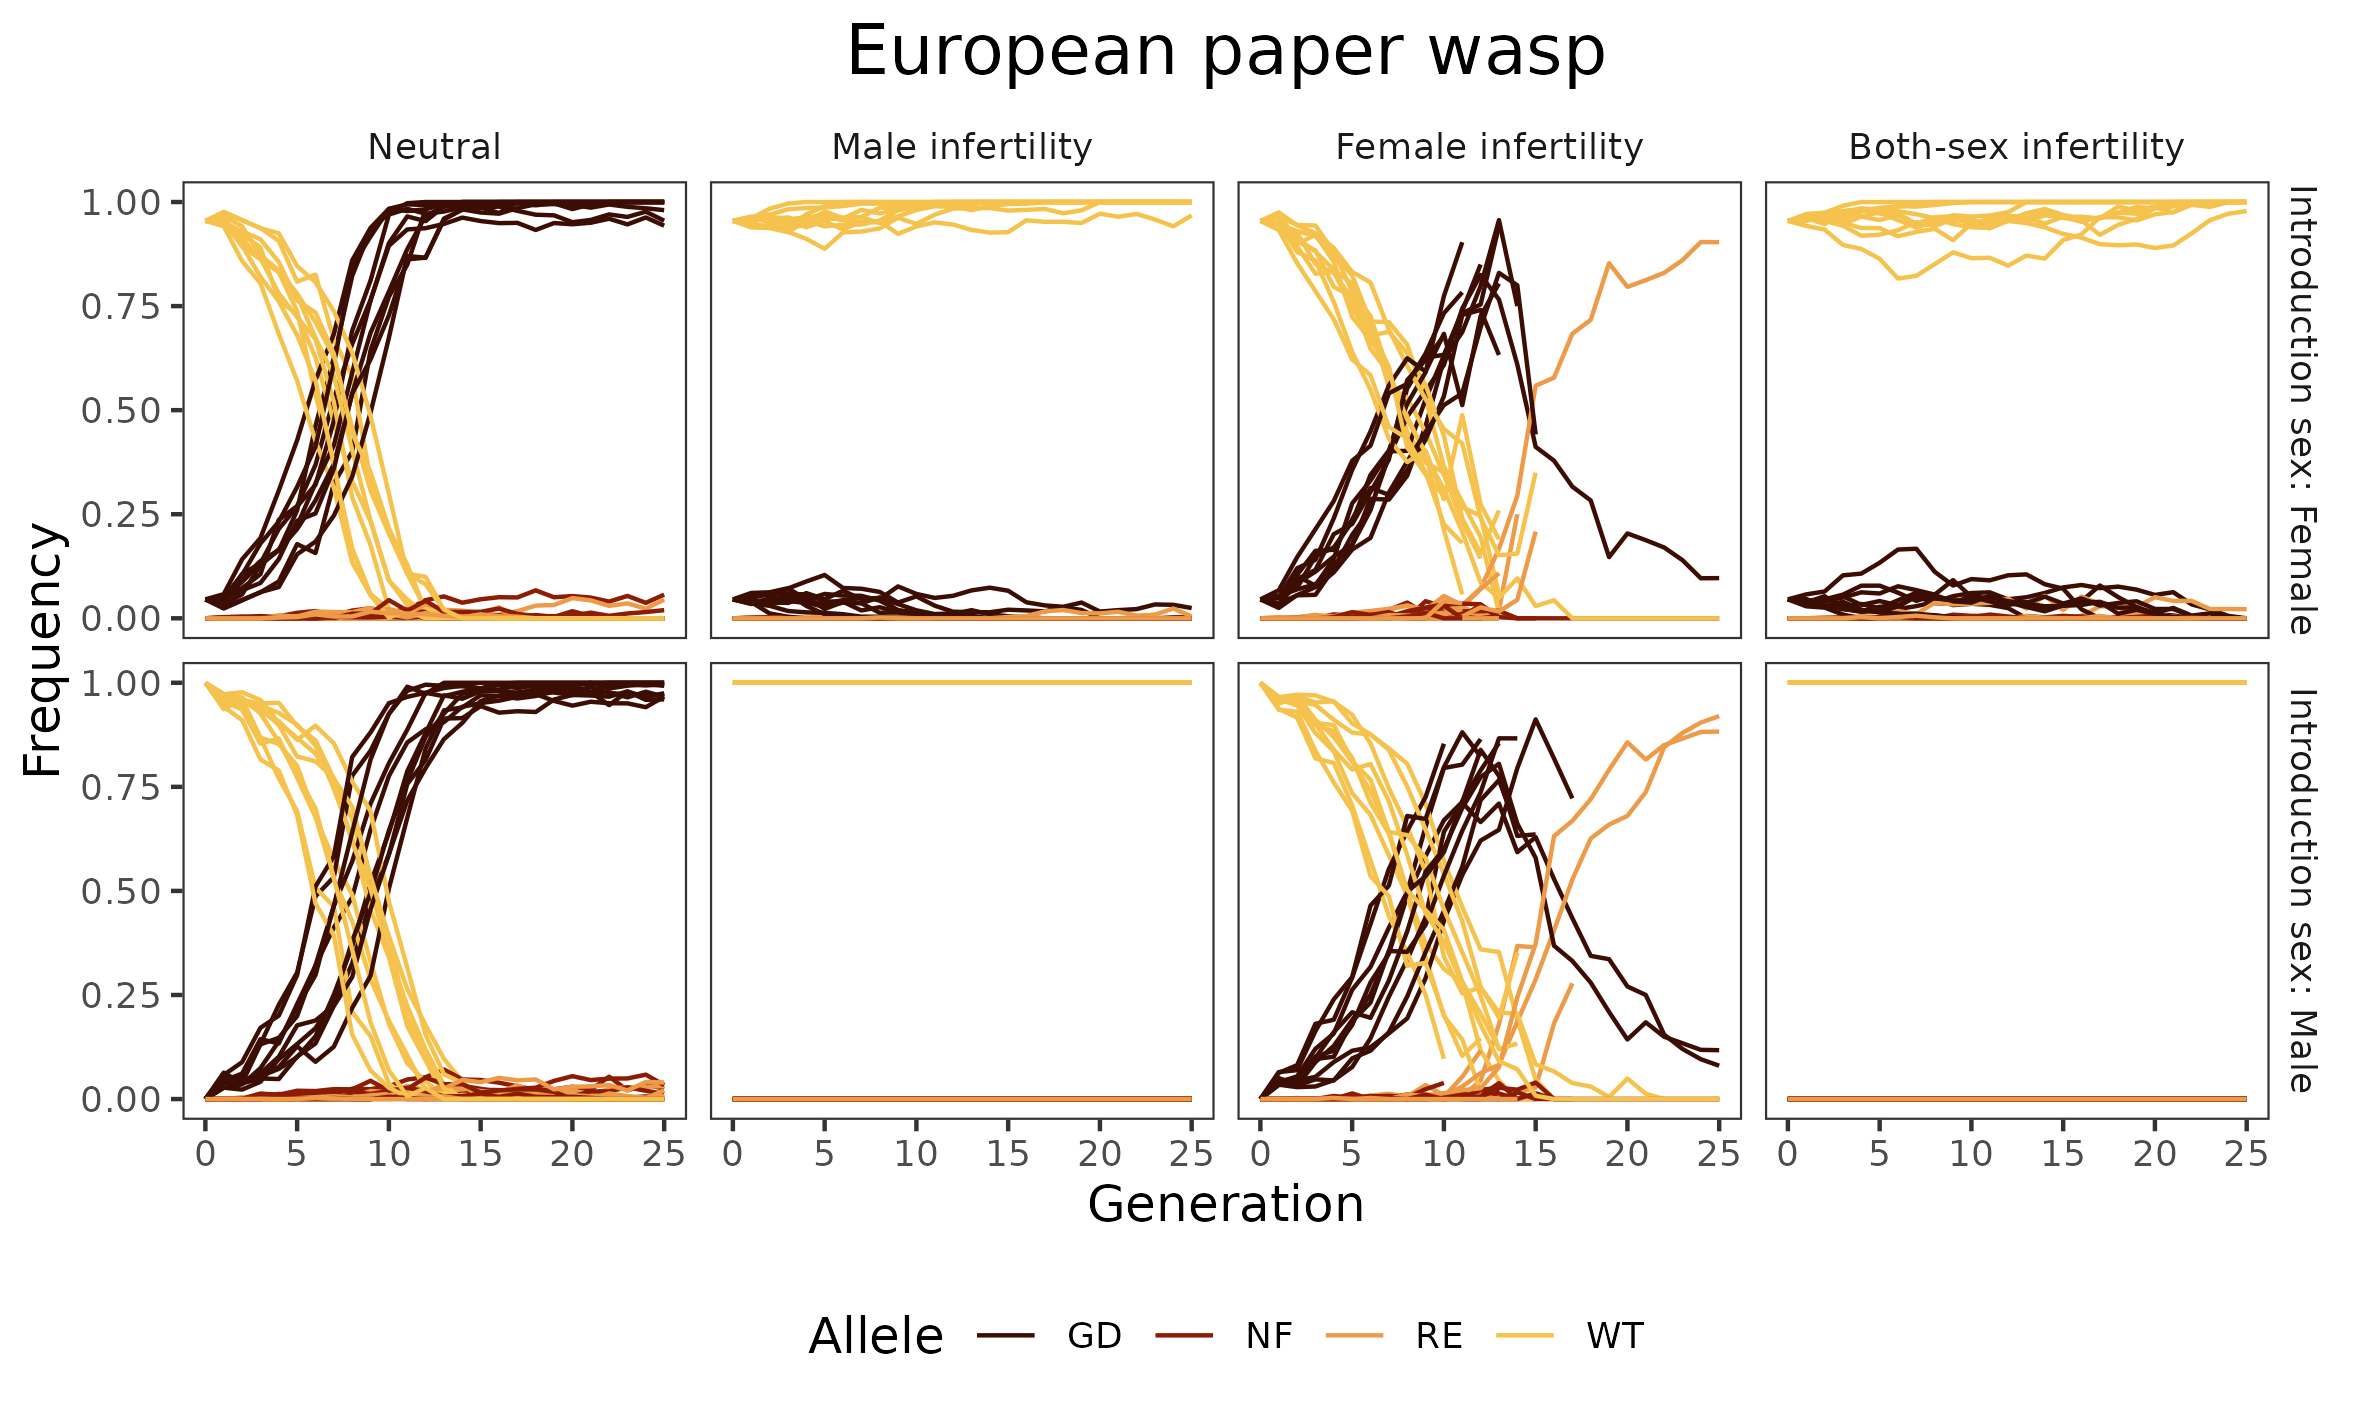 European paper wasp
Neutral Male infertility Female infertility Both-sex infertility
Frequency
1.00
0.75
0.50
0.25
0.00
Introduction sex: Female
1.00
0.75
0.50
0.25
0.00
Introduction sex: Male
0 5 10 15 20 25 0 5 10 15 20 25 0 5 10 15 20 25 0 5 10 15 20 25
Generation
Allele GD NF RE WT